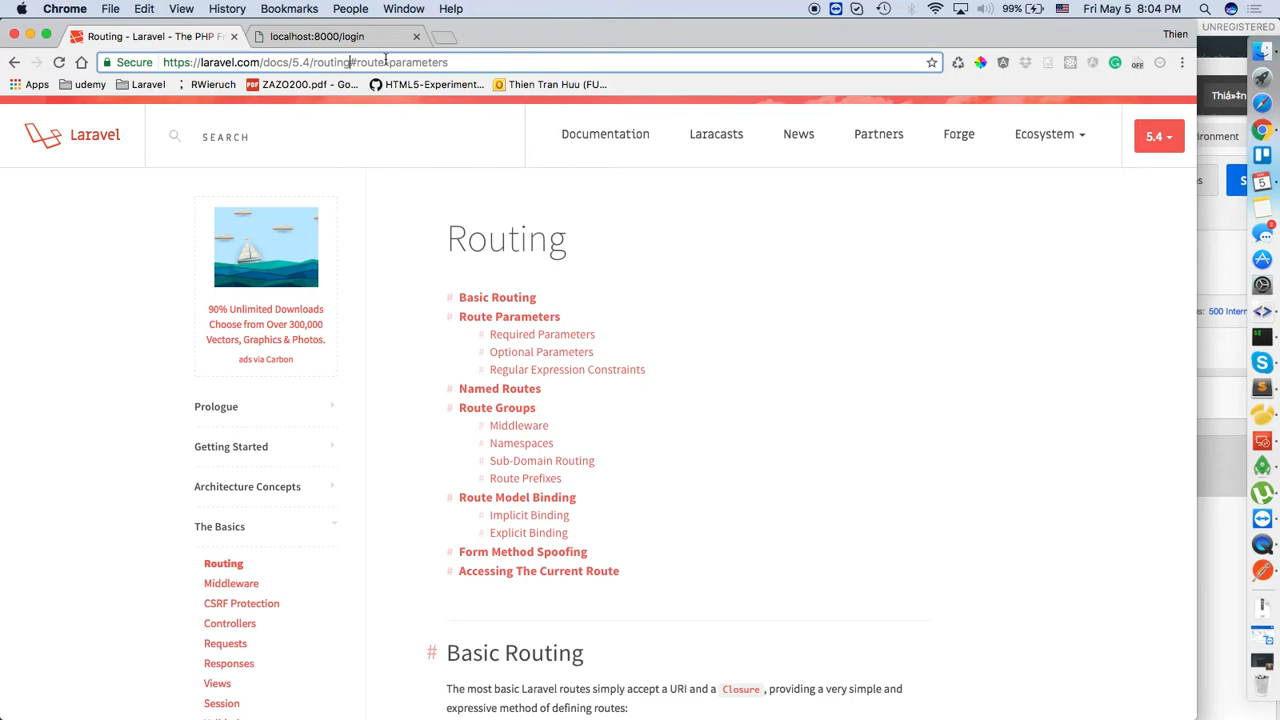 Chrome File Edit View History Bookmarks People Window Help 99% Fri May 5 8:04 PM
Routing - Laravel - The PHP Fr
localhost:8000/login
Thien
UNREGISTERED
Secure https://laravel.com/docs/5.4/routing#route-parameters
Apps udemy Laravel RWieruch ZAZO200.pdf - Go... HTML5-Experiment... Thien Tran Huu (FU...
Laravel
SEARCH
Documentation Laracasts News Partners Forge Ecosystem 5.4
90% Unlimited Downloads
Choose from Over 300,000
Vectors, Graphics & Photos.
ads via Carbon
Prologue
Getting Started
Architecture Concepts
The Basics
Routing
Middleware
CSRF Protection
Controllers
Requests
Responses
Views
Session
Routing
# Basic Routing
# Route Parameters
# Required Parameters
# Optional Parameters
# Regular Expression Constraints
# Named Routes
# Route Groups
# Middleware
# Namespaces
# Sub-Domain Routing
# Route Prefixes
# Route Model Binding
# Implicit Binding
# Explicit Binding
# Form Method Spoofing
# Accessing The Current Route
# Basic Routing
The most basic Laravel routes simply accept a URI and a Closure, providing a very simple and
expressive method of defining routes:
500 Intern